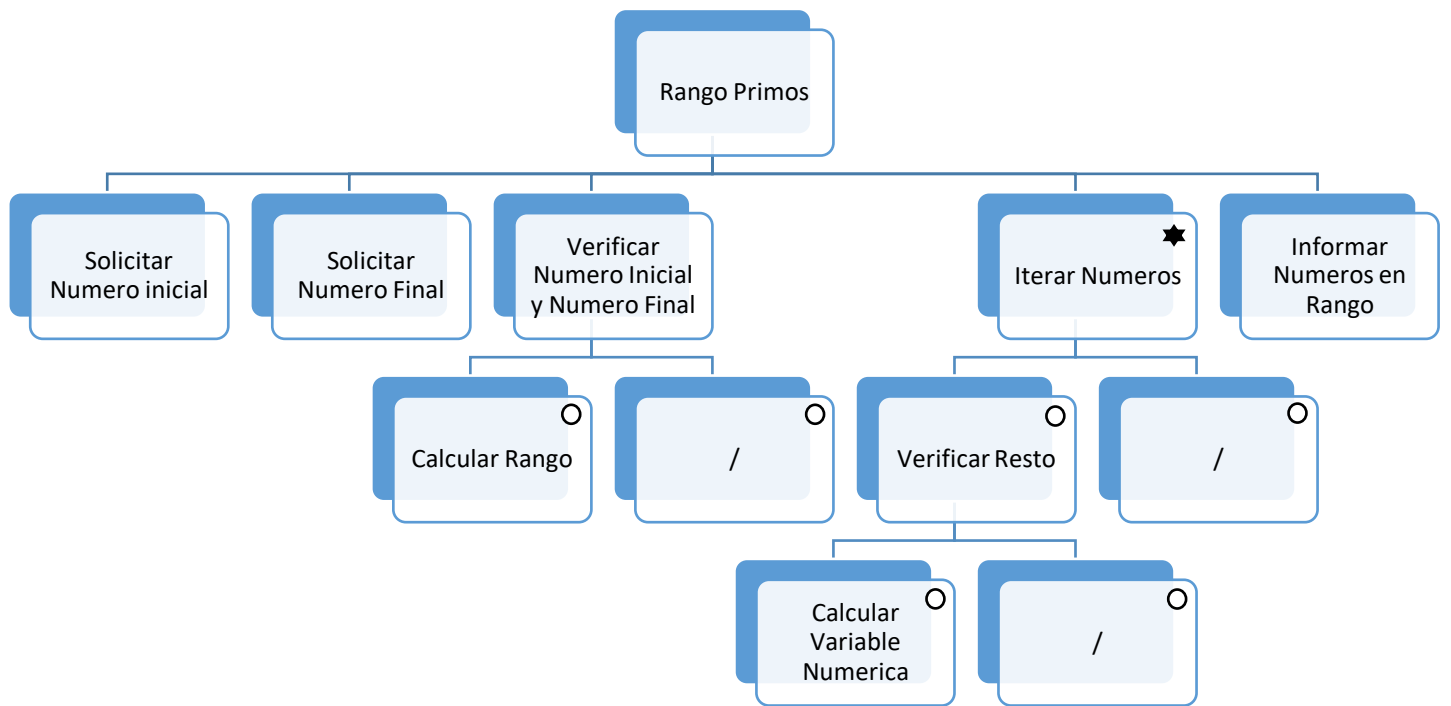 Rango Primos
Solicitar
Numero inicial
Solicitar
Numero Final
Verificar
Numero Inicial
y Numero Final
Iterar Numeros
Informar
Numeros en
Rango
Calcular Rango
/
Verificar Resto
/
Calcular
Variable
Numerica
/